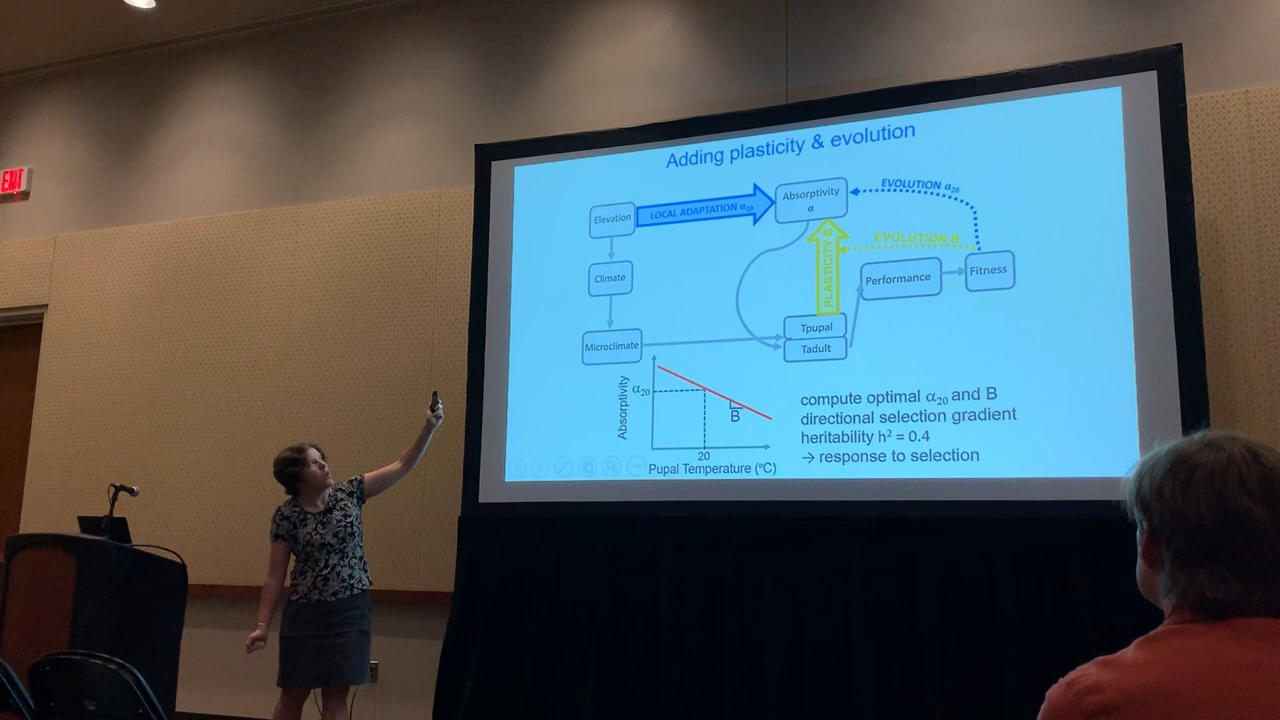 EXIT
Adding plasticity & evolution
Elevation
LOCAL ADAPTATION α20
Absorptivity
α
EVOLUTION α20
EVOLUTION B
PLASTICITY B
Climate
Performance
Fitness
Microclimate
Tpupal
Tadult
Absorptivity
α20
B
20
Pupal Temperature (°C)
compute optimal α20 and B
directional selection gradient
heritability h² = 0.4
→ response to selection